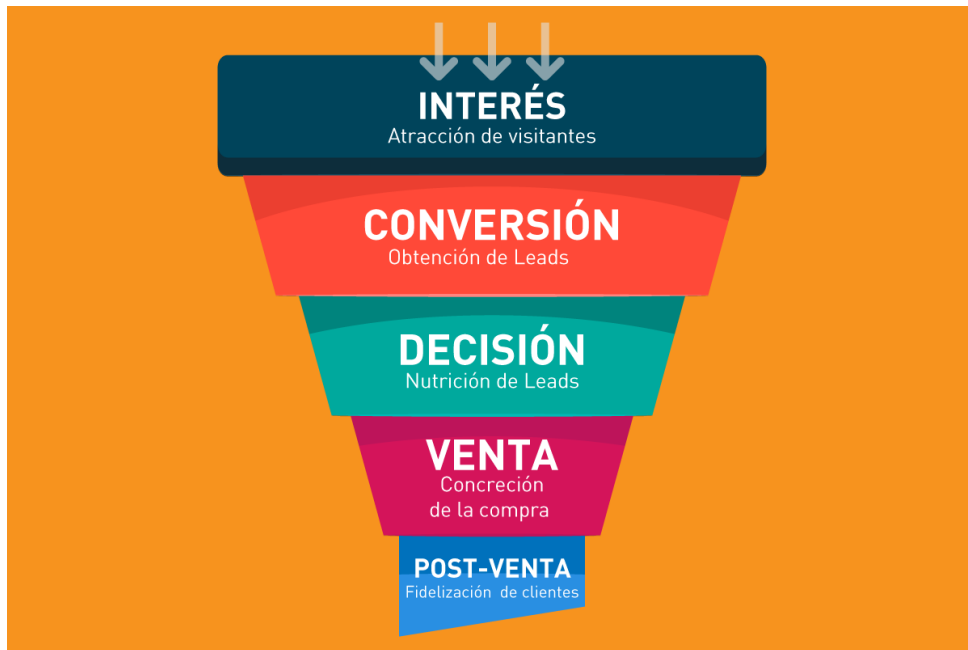 INTERÉS
Atracción de visitantes
CONVERSIÓN
Obtención de Leads
DECISIÓN
Nutrición de Leads
VENTA
Concreción
de la compra
POST-VENTA
Fidelización de clientes